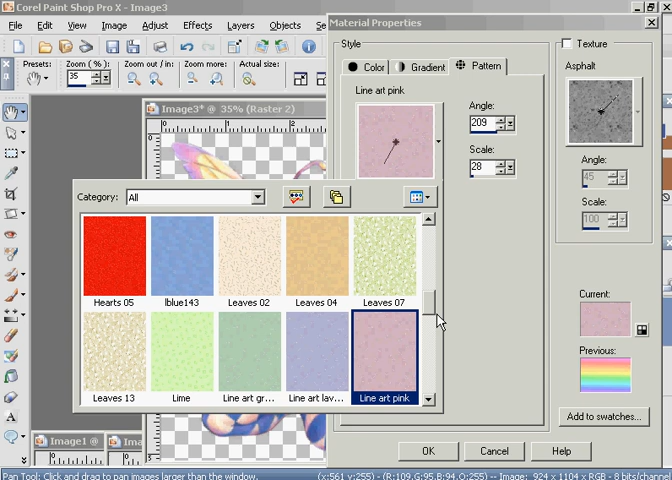 Corel Paint Shop Pro X - Image3
Material Properties
File Edit View Image Adjust Effects Layers Objects
Style
Texture
Presets:
Zoom (%)
Zoom out / in:
Zoom:
Actual size:
35
Color
Gradient
Pattern
Asphalt
Line art pink
Angle:
209
Scale:
28
Image3* @ 35% (Raster 2)
1
2
Angle:
45
Scale:
100
Category:
All
Hearts 05
lblue143
Leaves 02
Leaves 04
Leaves 07
Leaves 13
Lime
Line art gr...
Line art lav...
Line art pink
Current:
Previous:
Add to swatches...
Image1 @
Im
OK
Cancel
Help
Pan Tool: Click and drag to pan images larger than the window.
(x:561 y:255) - (R:109,G:95,B:94,O:255) -- Image: 924 x 1104 x RGB - 8 bits/channel